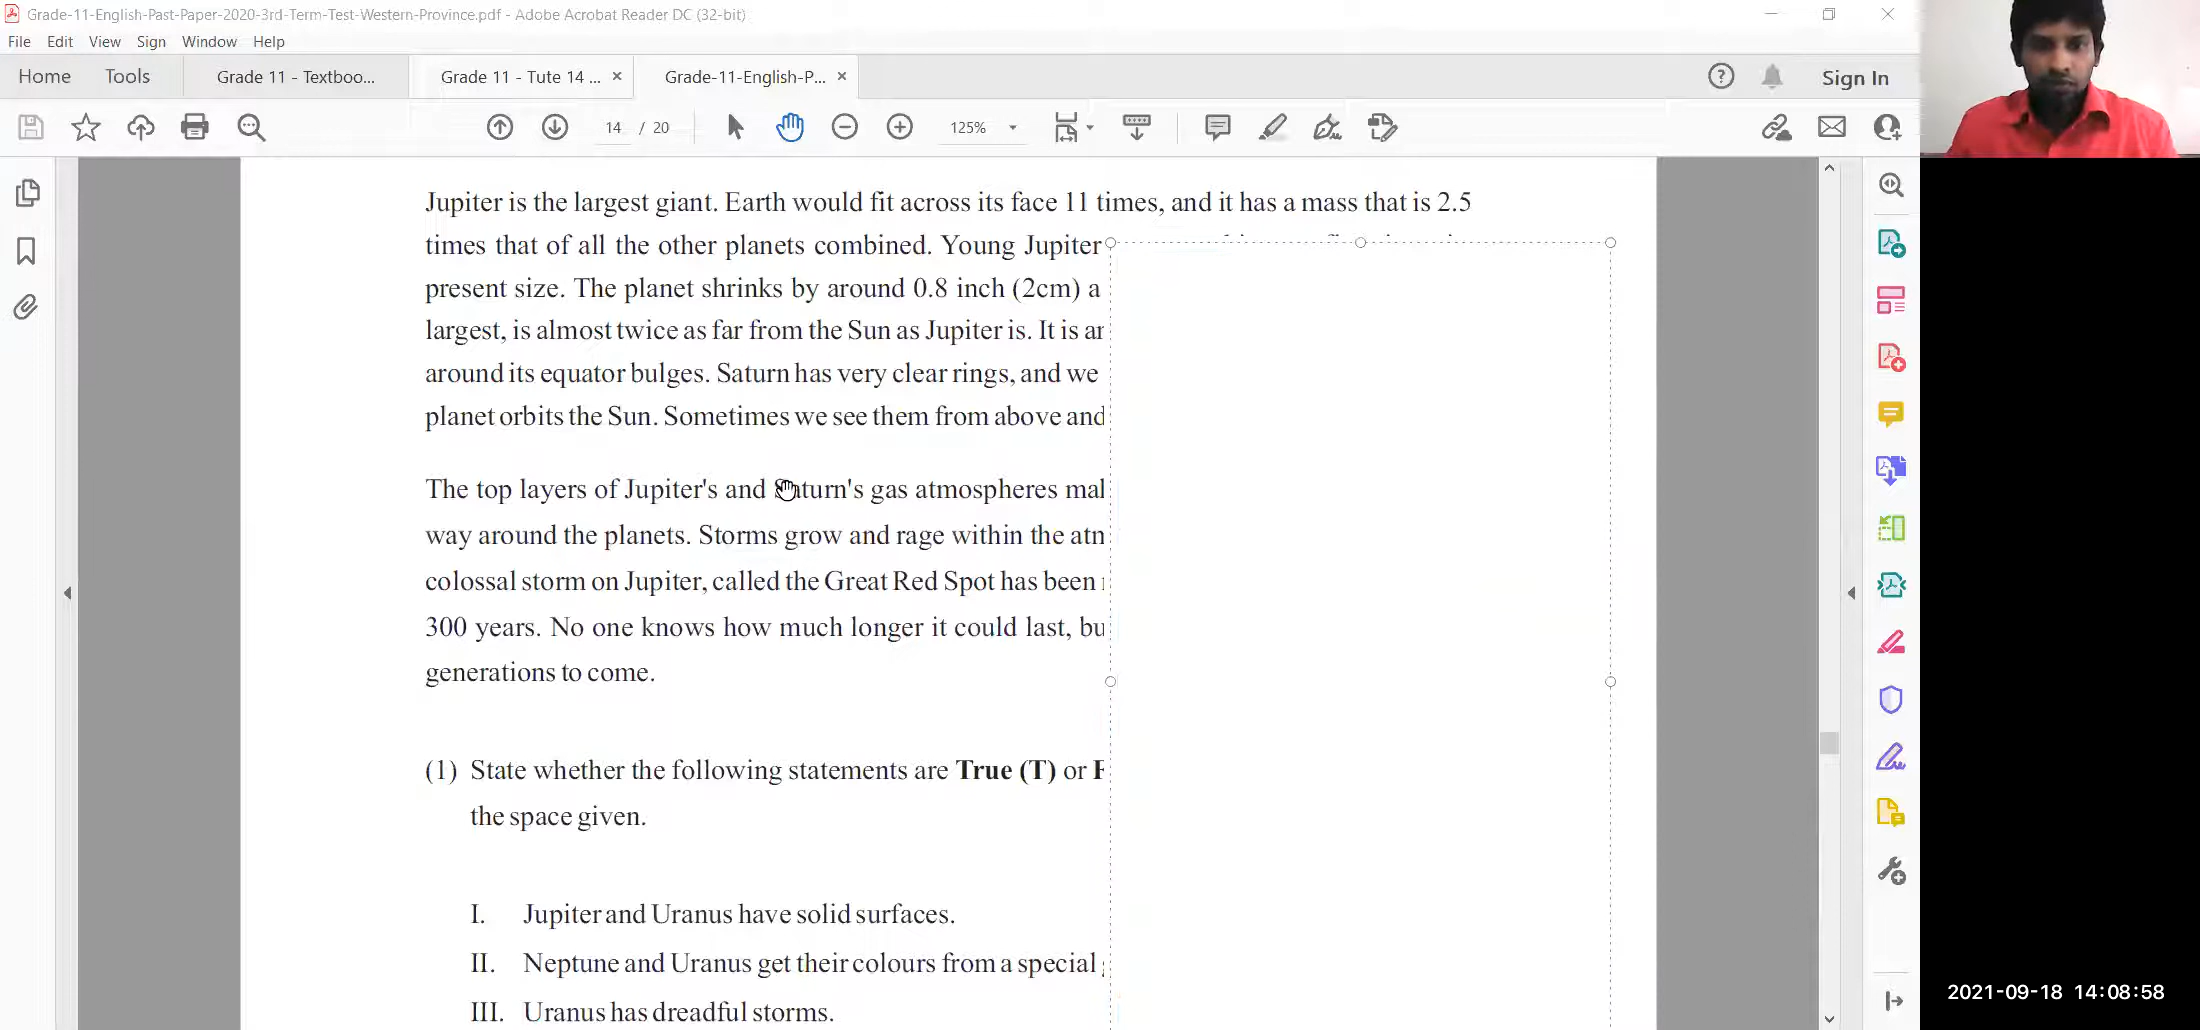 Grade-11-English-Past-Paper-2020-3rd-Term-Test-Western-Province.pdf - Adobe Acrobat Reader DC (32-bit)
File Edit View Sign Window Help
Home Tools Grade 11 - Textboo... Grade 11 - Tute 14 ... × Grade-11-English-P... × Sign In
14 / 20 125%
Jupiter is the largest giant. Earth would fit across its face 11 times, and it has a mass that is 2.5
times that of all the other planets combined. Young Jupiter
present size. The planet shrinks by around 0.8 inch (2cm) a
largest, is almost twice as far from the Sun as Jupiter is. It is
around its equator bulges. Saturn has very clear rings, and we
planet orbits the Sun. Sometimes we see them from above and
The top layers of Jupiter's and Saturn's gas atmospheres
way around the planets. Storms grow and rage within the
colossal storm on Jupiter, called the Great Red Spot has been
300 years. No one knows how much longer it could last,
generations to come.
(1) State whether the following statements are True (T) or
the space given.
I. Jupiter and Uranus have solid surfaces.
II. Neptune and Uranus get their colours from a special
III. Uranus has dreadful storms.
2021-09-18 14:08:58